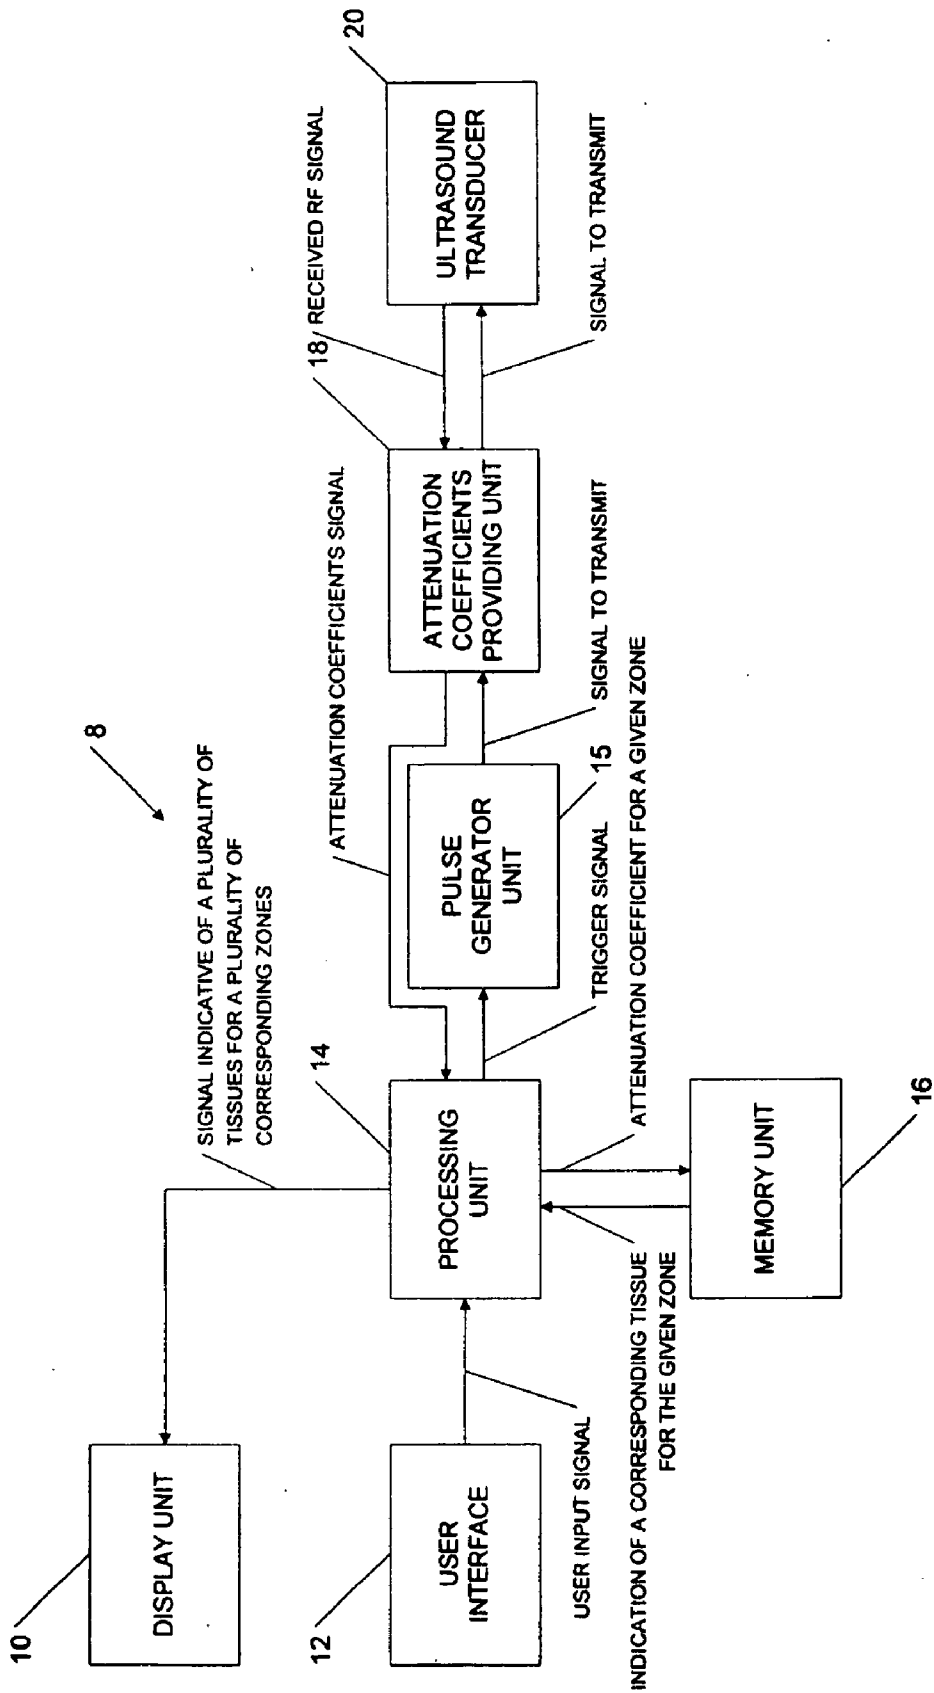 8
SIGNAL INDICATIVE OF A PLURALITY OF
TISSUES FOR A PLURALITY OF
CORRESPONDING ZONES
10
DISPLAY UNIT
12
USER
INTERFACE
USER INPUT SIGNAL
14
PROCESSING
UNIT
ATTENUATION COEFFICIENTS SIGNAL
PULSE
GENERATOR
UNIT
15
TRIGGER SIGNAL
18
ATTENUATION
COEFFICIENTS
PROVIDING UNIT
SIGNAL TO TRANSMIT
RECEIVED RF SIGNAL
20
ULTRASOUND
TRANSDUCER
SIGNAL TO TRANSMIT
ATTENUATION COEFFICIENT FOR A GIVEN ZONE
INDICATION OF A CORRESPONDING TISSUE
FOR THE GIVEN ZONE
MEMORY UNIT
16